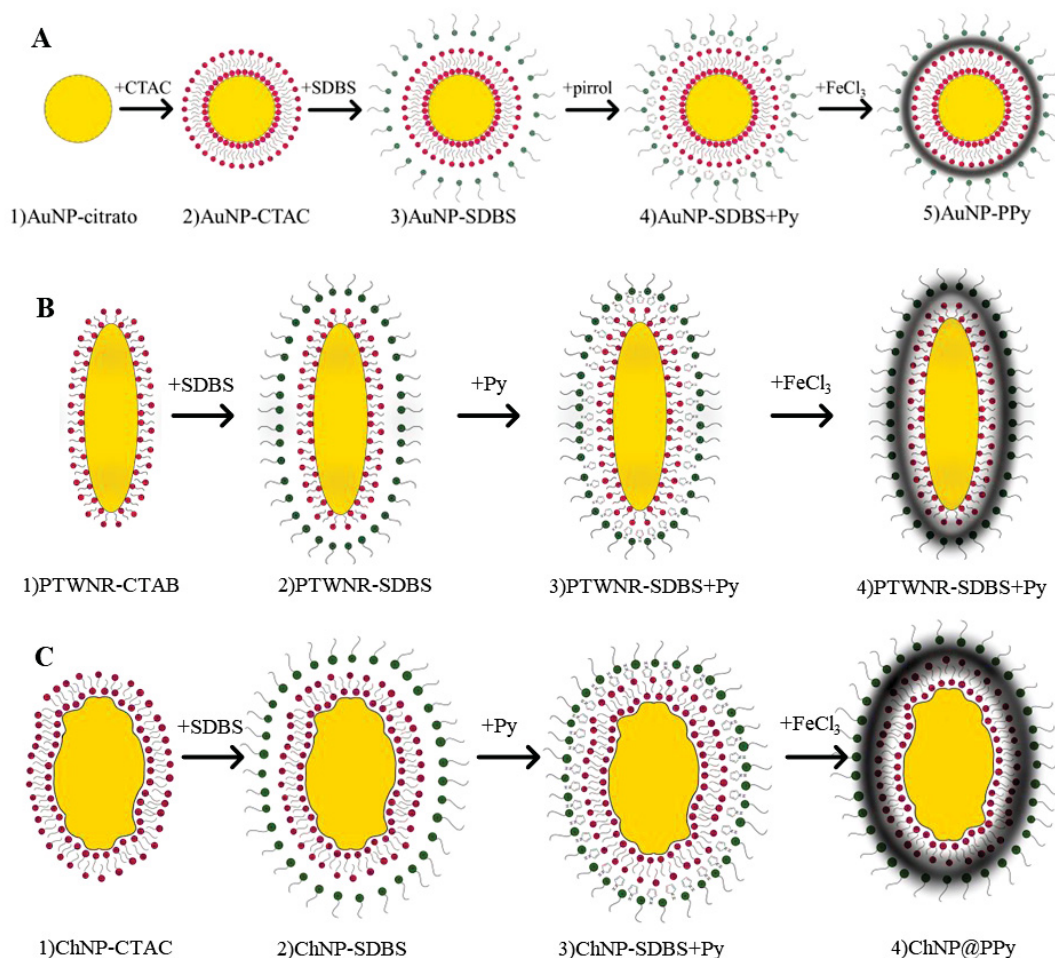 A
+CTAC
+SDBS
+pirrol
+FeCl3
1)AuNP-citrato
2)AuNP-CTAC
3)AuNP-SDBS
4)AuNP-SDBS+Py
5)AuNP-PPy
B
+SDBS
+Py
+FeCl3
1)PTWNR-CTAB
2)PTWNR-SDBS
3)PTWNR-SDBS+Py
4)PTWNR-SDBS+Py
C
+SDBS
+Py
+FeCl3
1)ChNP-CTAC
2)ChNP-SDBS
3)ChNP-SDBS+Py
4)ChNP@PPy